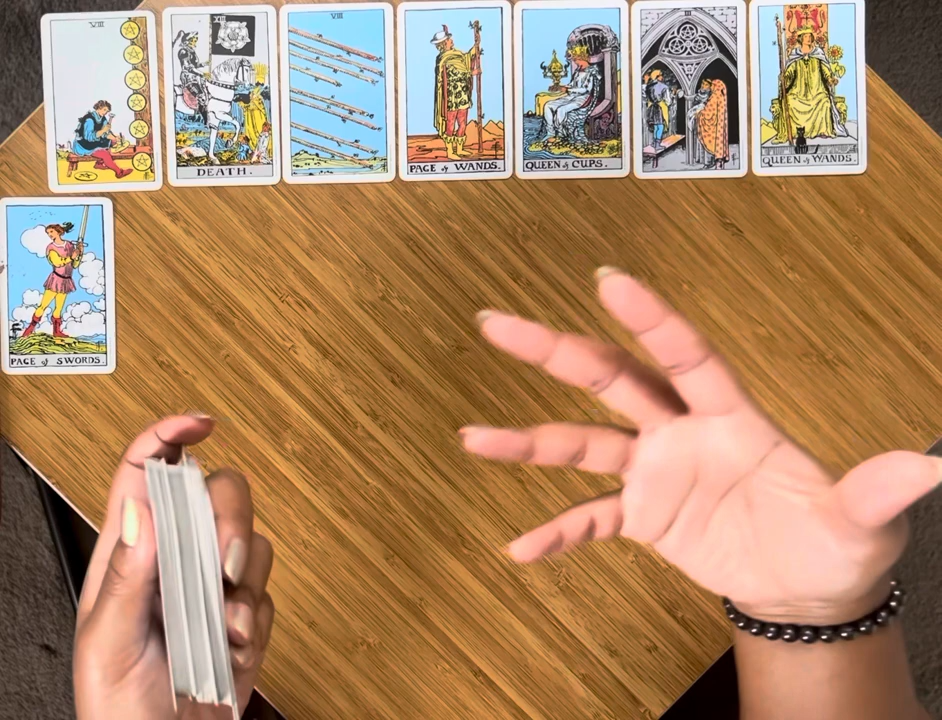 VIII
XIII
DEATH.
VIII
PAGE of WANDS.
QUEEN of CUPS.
III
QUEEN of WANDS.
PAGE of SWORDS.